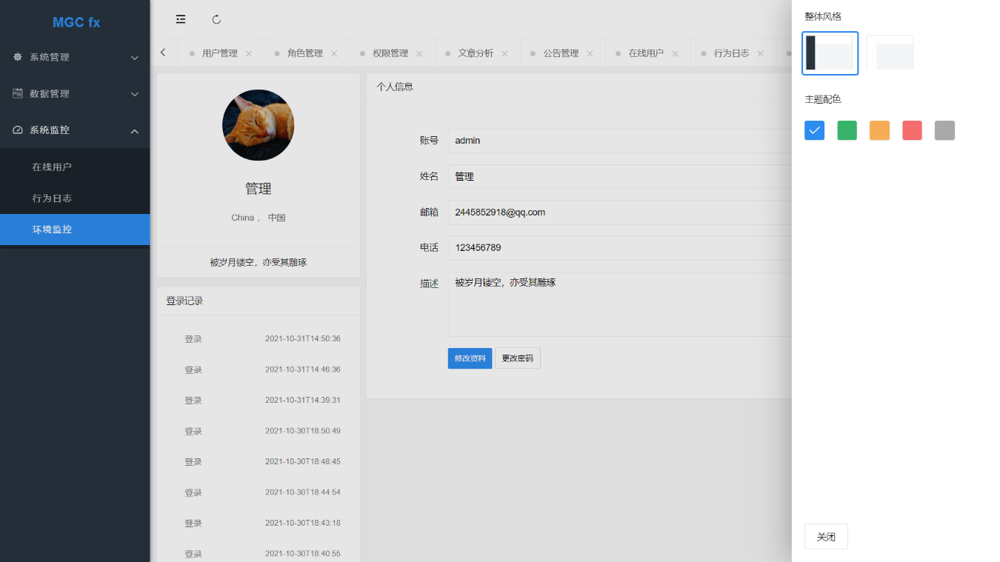 MGC fx
系统管理
数据管理
系统监控
在线用户
行为日志
环境监控
用户管理
角色管理
权限管理
文章分析
公告管理
在线用户
行为日志
管理
China ， 中国
被岁月镂空，亦受其雕琢
登录记录
登录 2021-10-31T14:50:36
登录 2021-10-31T14:46:36
登录 2021-10-31T14:39:31
登录 2021-10-30T18:50:49
登录 2021-10-30T18:48:45
登录 2021-10-30T18:44:54
登录 2021-10-30T18:43:18
登录 2021-10-30T18:40:55
个人信息
账号 admin
姓名 管理
邮箱 2445852918@qq.com
电话 123456789
描述 被岁月镂空，亦受其雕琢
修改资料 更改密码
整体风格
主题配色
关闭